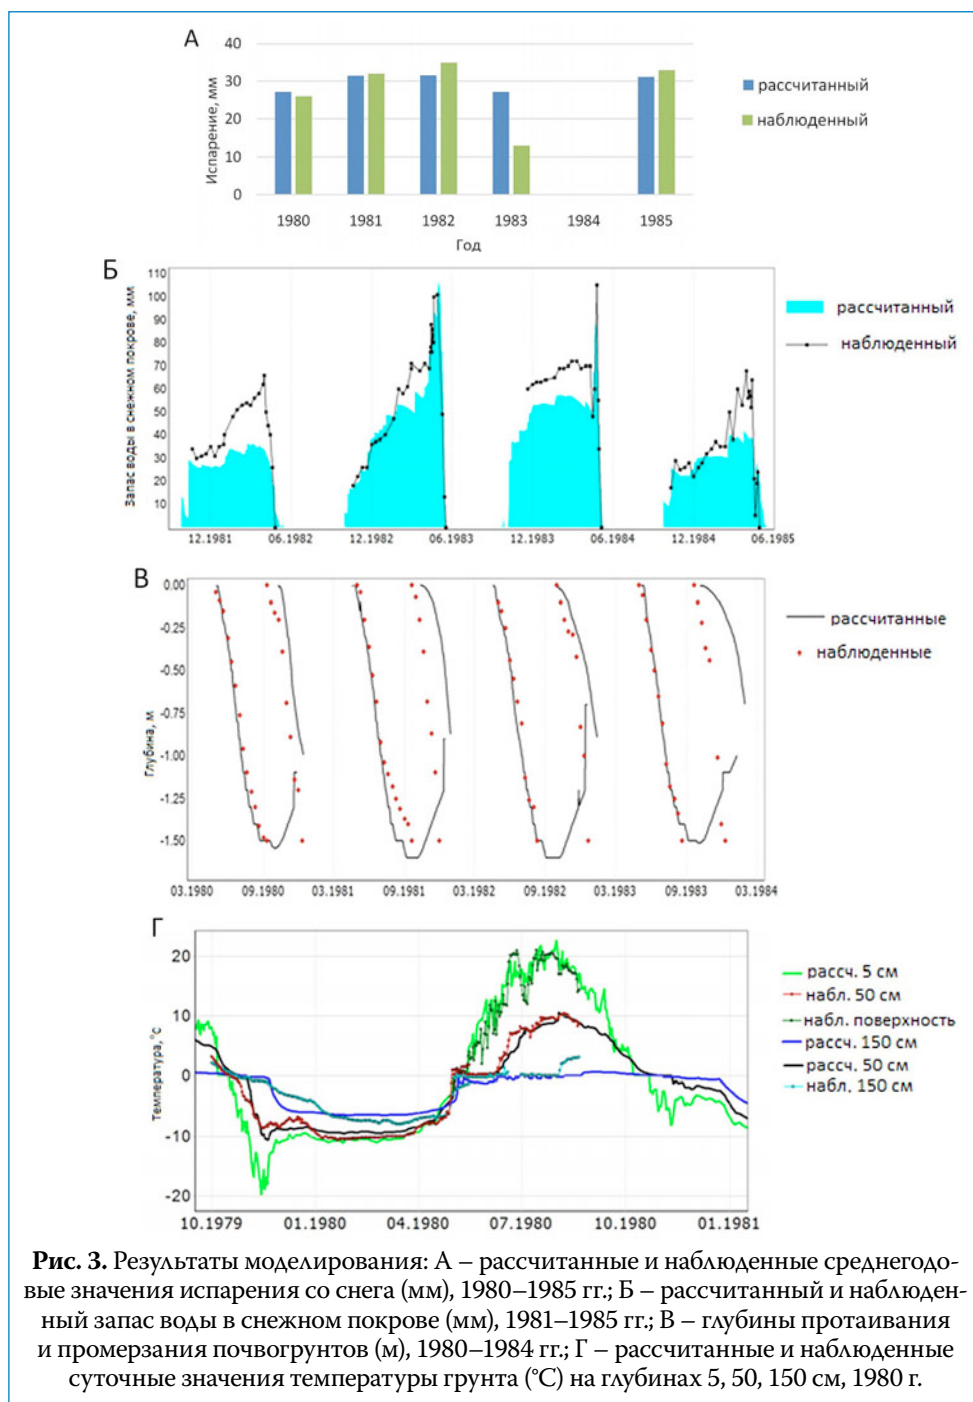 А
Испарение, мм
40
30
20
10
0
1980 1981 1982 1983 1984 1985
Год
рассчитанный
наблюденный
Б
Запас воды в снежном покрове, мм
110
100
90
80
70
60
50
40
30
20
10
12.1981 06.1982 12.1982 06.1983 12.1983 06.1984 12.1984 06.1985
рассчитанный
наблюденный
В
Глубина, м
0.00
-0.25
-0.50
-0.75
-1.00
-1.25
-1.50
03.1980 09.1980 03.1981 09.1981 03.1982 09.1982 03.1983 09.1983 03.1984
рассчитанные
наблюденные
Г
температура, °с
20
10
0
-10
-20
10.1979 01.1980 04.1980 07.1980 10.1980 01.1981
рассч. 5 см
набл. 50 см
набл. поверхность
рассч. 150 см
рассч. 50 см
набл. 150 см
Рис. 3. Результаты моделирования: А – рассчитанные и наблюденные среднегодо-
вые значения испарения со снега (мм), 1980–1985 гг.; Б – рассчитанный и наблюден-
ный запас воды в снежном покрове (мм), 1981–1985 гг.; В – глубины протаивания
и промерзания почвогрунтов (м), 1980–1984 гг.; Г – рассчитанные и наблюденные
суточные значения температуры грунта (°С) на глубинах 5, 50, 150 см, 1980 г.